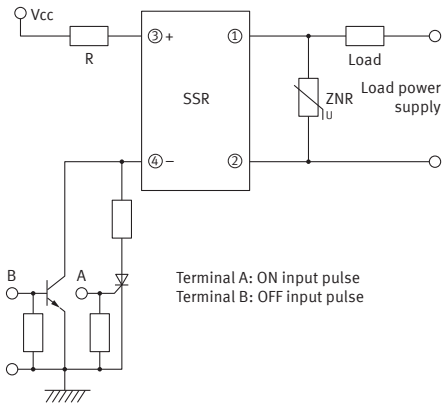 Vcc
R
③ +
SSR
①
Load
ZNR
U
Load power
supply
④ −
②
B
A
Terminal A: ON input pulse
Terminal B: OFF input pulse